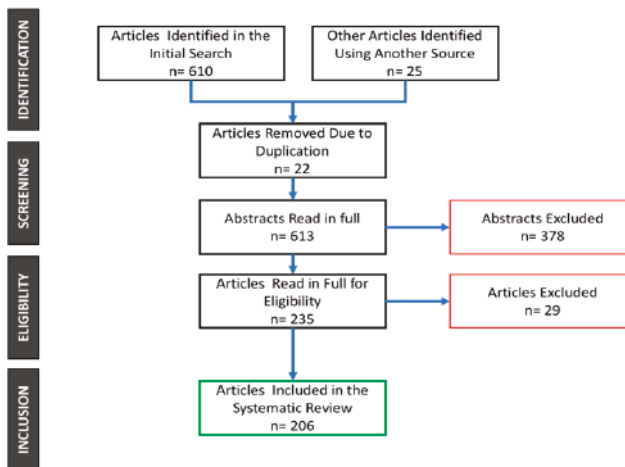 IDENTIFICATION
Articles Identified in the
Initial Search
n= 610
Other Articles Identified
Using Another Source
n= 25
Articles Removed Due to
Duplication
n= 22
SCREENING
Abstracts Read in full
n= 613
Abstracts Excluded
n= 378
ELIGIBILITY
Articles Read in Full for
Eligibility
n= 235
Articles Excluded
n= 29
INCLUSION
Articles Included in the
Systematic Review
n= 206